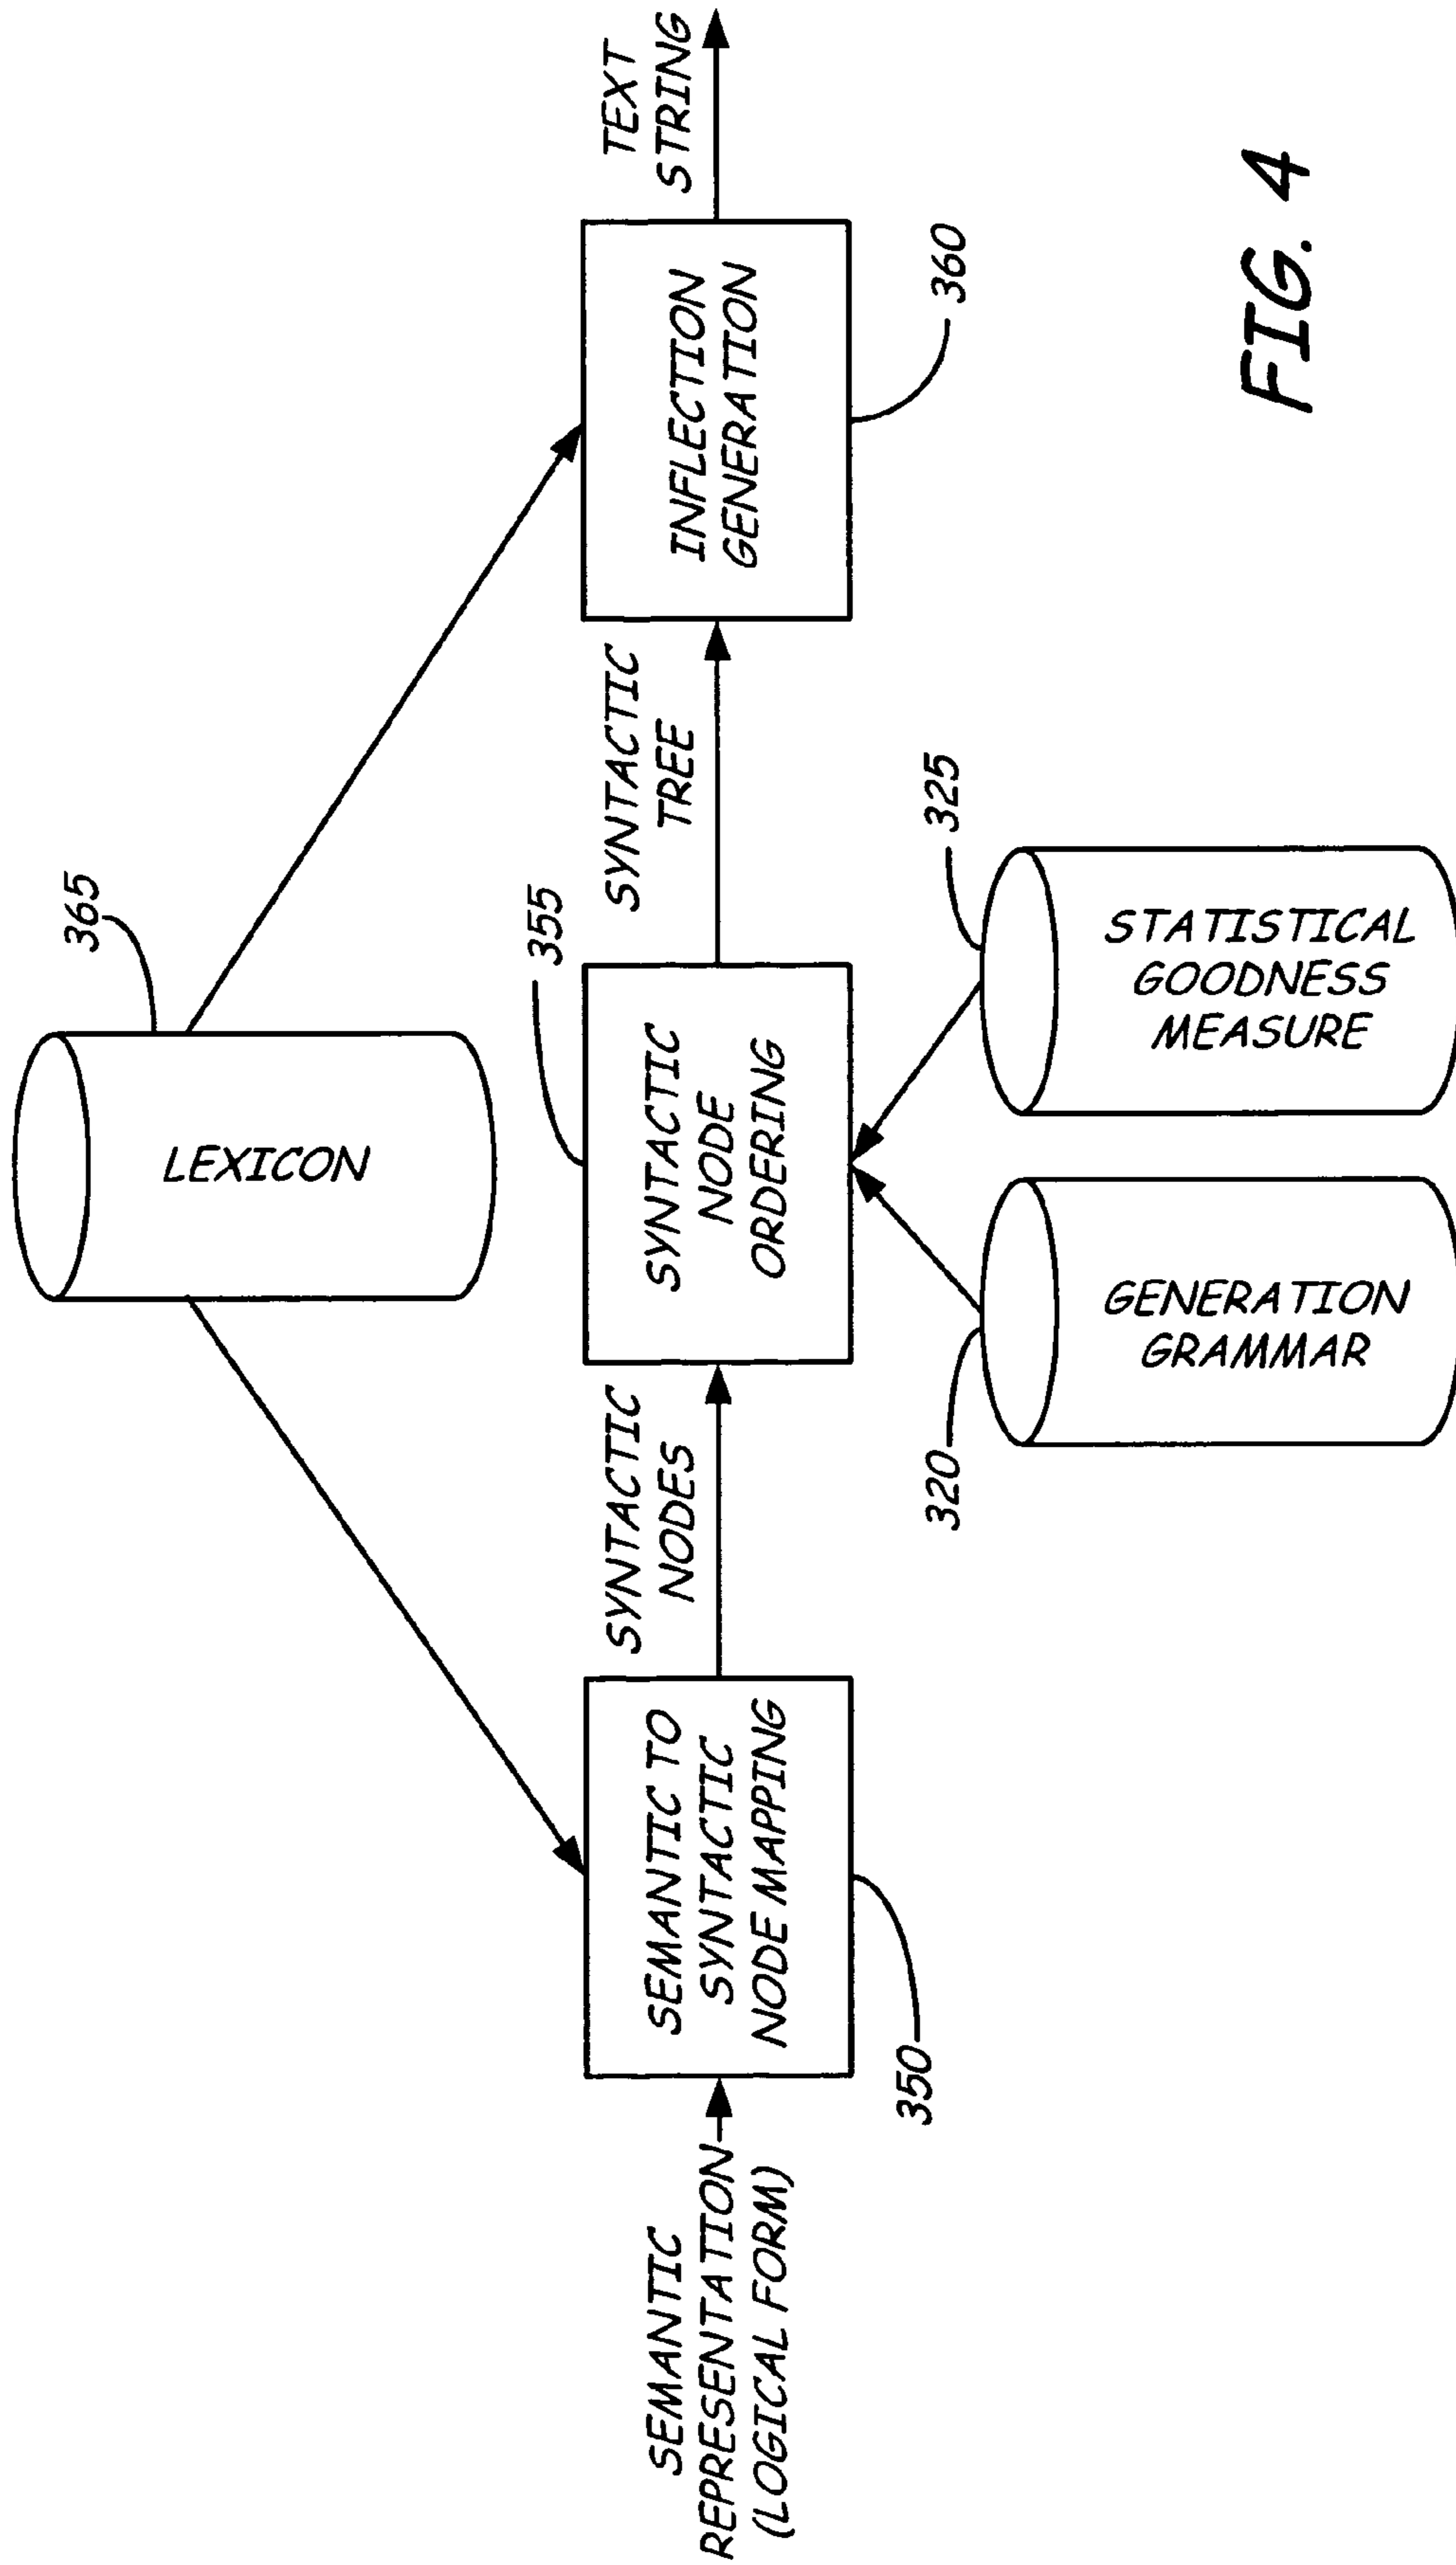 365
LEXICON
SEMANTIC
REPRESENTATION
(LOGICAL FORM)
SEMANTIC TO
SYNTACTIC
NODE MAPPING
350
SYNTACTIC
NODES
355
SYNTACTIC
NODE
ORDERING
SYNTACTIC
TREE
INFLECTION
GENERATION
360
TEXT
STRING
320
GENERATION
GRAMMAR
325
STATISTICAL
GOODNESS
MEASURE
FIG. 4